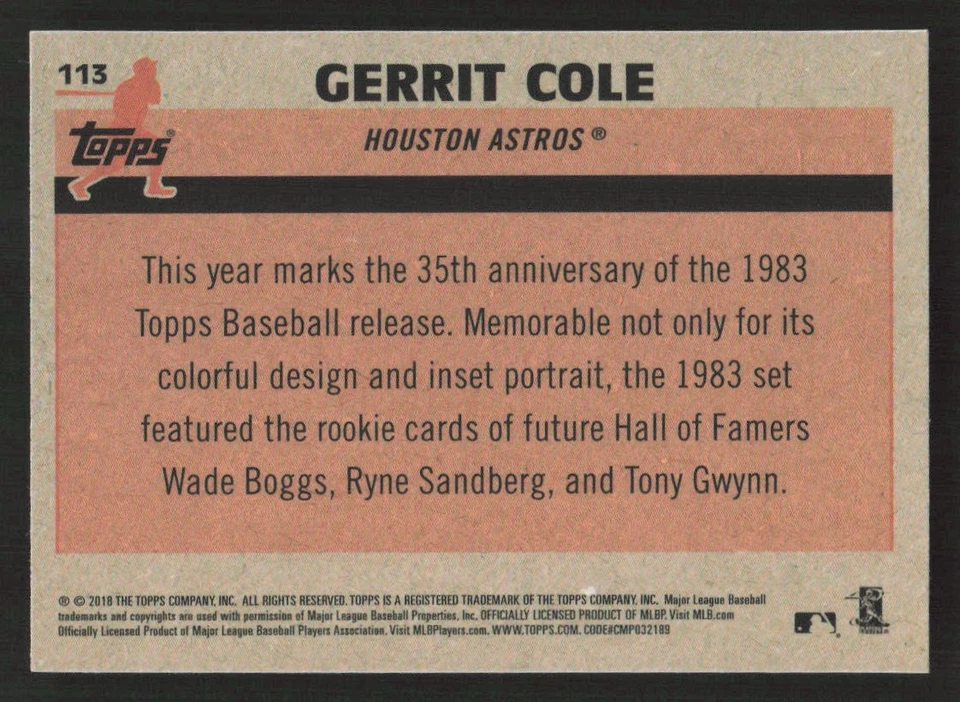 113
GERRIT COLE
Topps®
HOUSTON ASTROS®
This year marks the 35th anniversary of the 1983
Topps Baseball release. Memorable not only for its
colorful design and inset portrait, the 1983 set
featured the rookie cards of future Hall of Famers
Wade Boggs, Ryne Sandberg, and Tony Gwynn.
® © 2018 THE TOPPS COMPANY, INC. ALL RIGHTS RESERVED. TOPPS IS A REGISTERED TRADEMARK OF THE TOPPS COMPANY, INC. Major League Baseball
trademarks and copyrights are used with permission of Major League Baseball Properties, Inc. OFFICIALLY LICENSED PRODUCT OF MLBP. Visit MLB.com
Officially Licensed Product of Major League Baseball Players Association. Visit MLBPlayers.com. WWW.TOPPS.COM. CODE#CMP032189